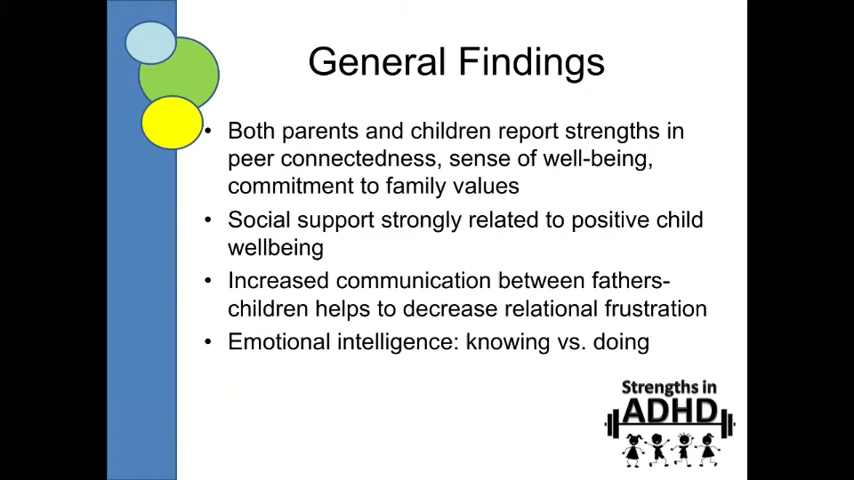 General Findings
• Both parents and children report strengths in
peer connectedness, sense of well-being,
commitment to family values
• Social support strongly related to positive child
wellbeing
• Increased communication between fathers-
children helps to decrease relational frustration
• Emotional intelligence: knowing vs. doing
Strengths in
ADHD